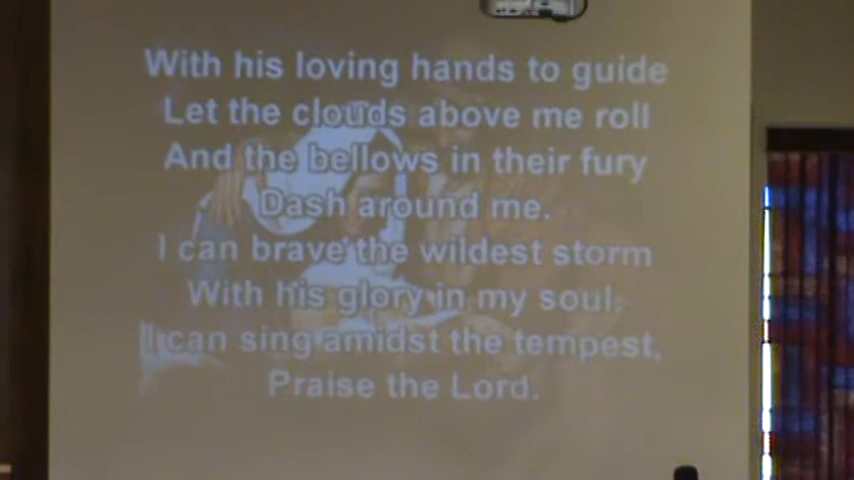 With his loving hands to guide
Let the clouds above me roll
And the bellows in their fury
Dash around me.
I can brave the wildest storm
With his glory in my soul,
I can sing amidst the tempest,
Praise the Lord.